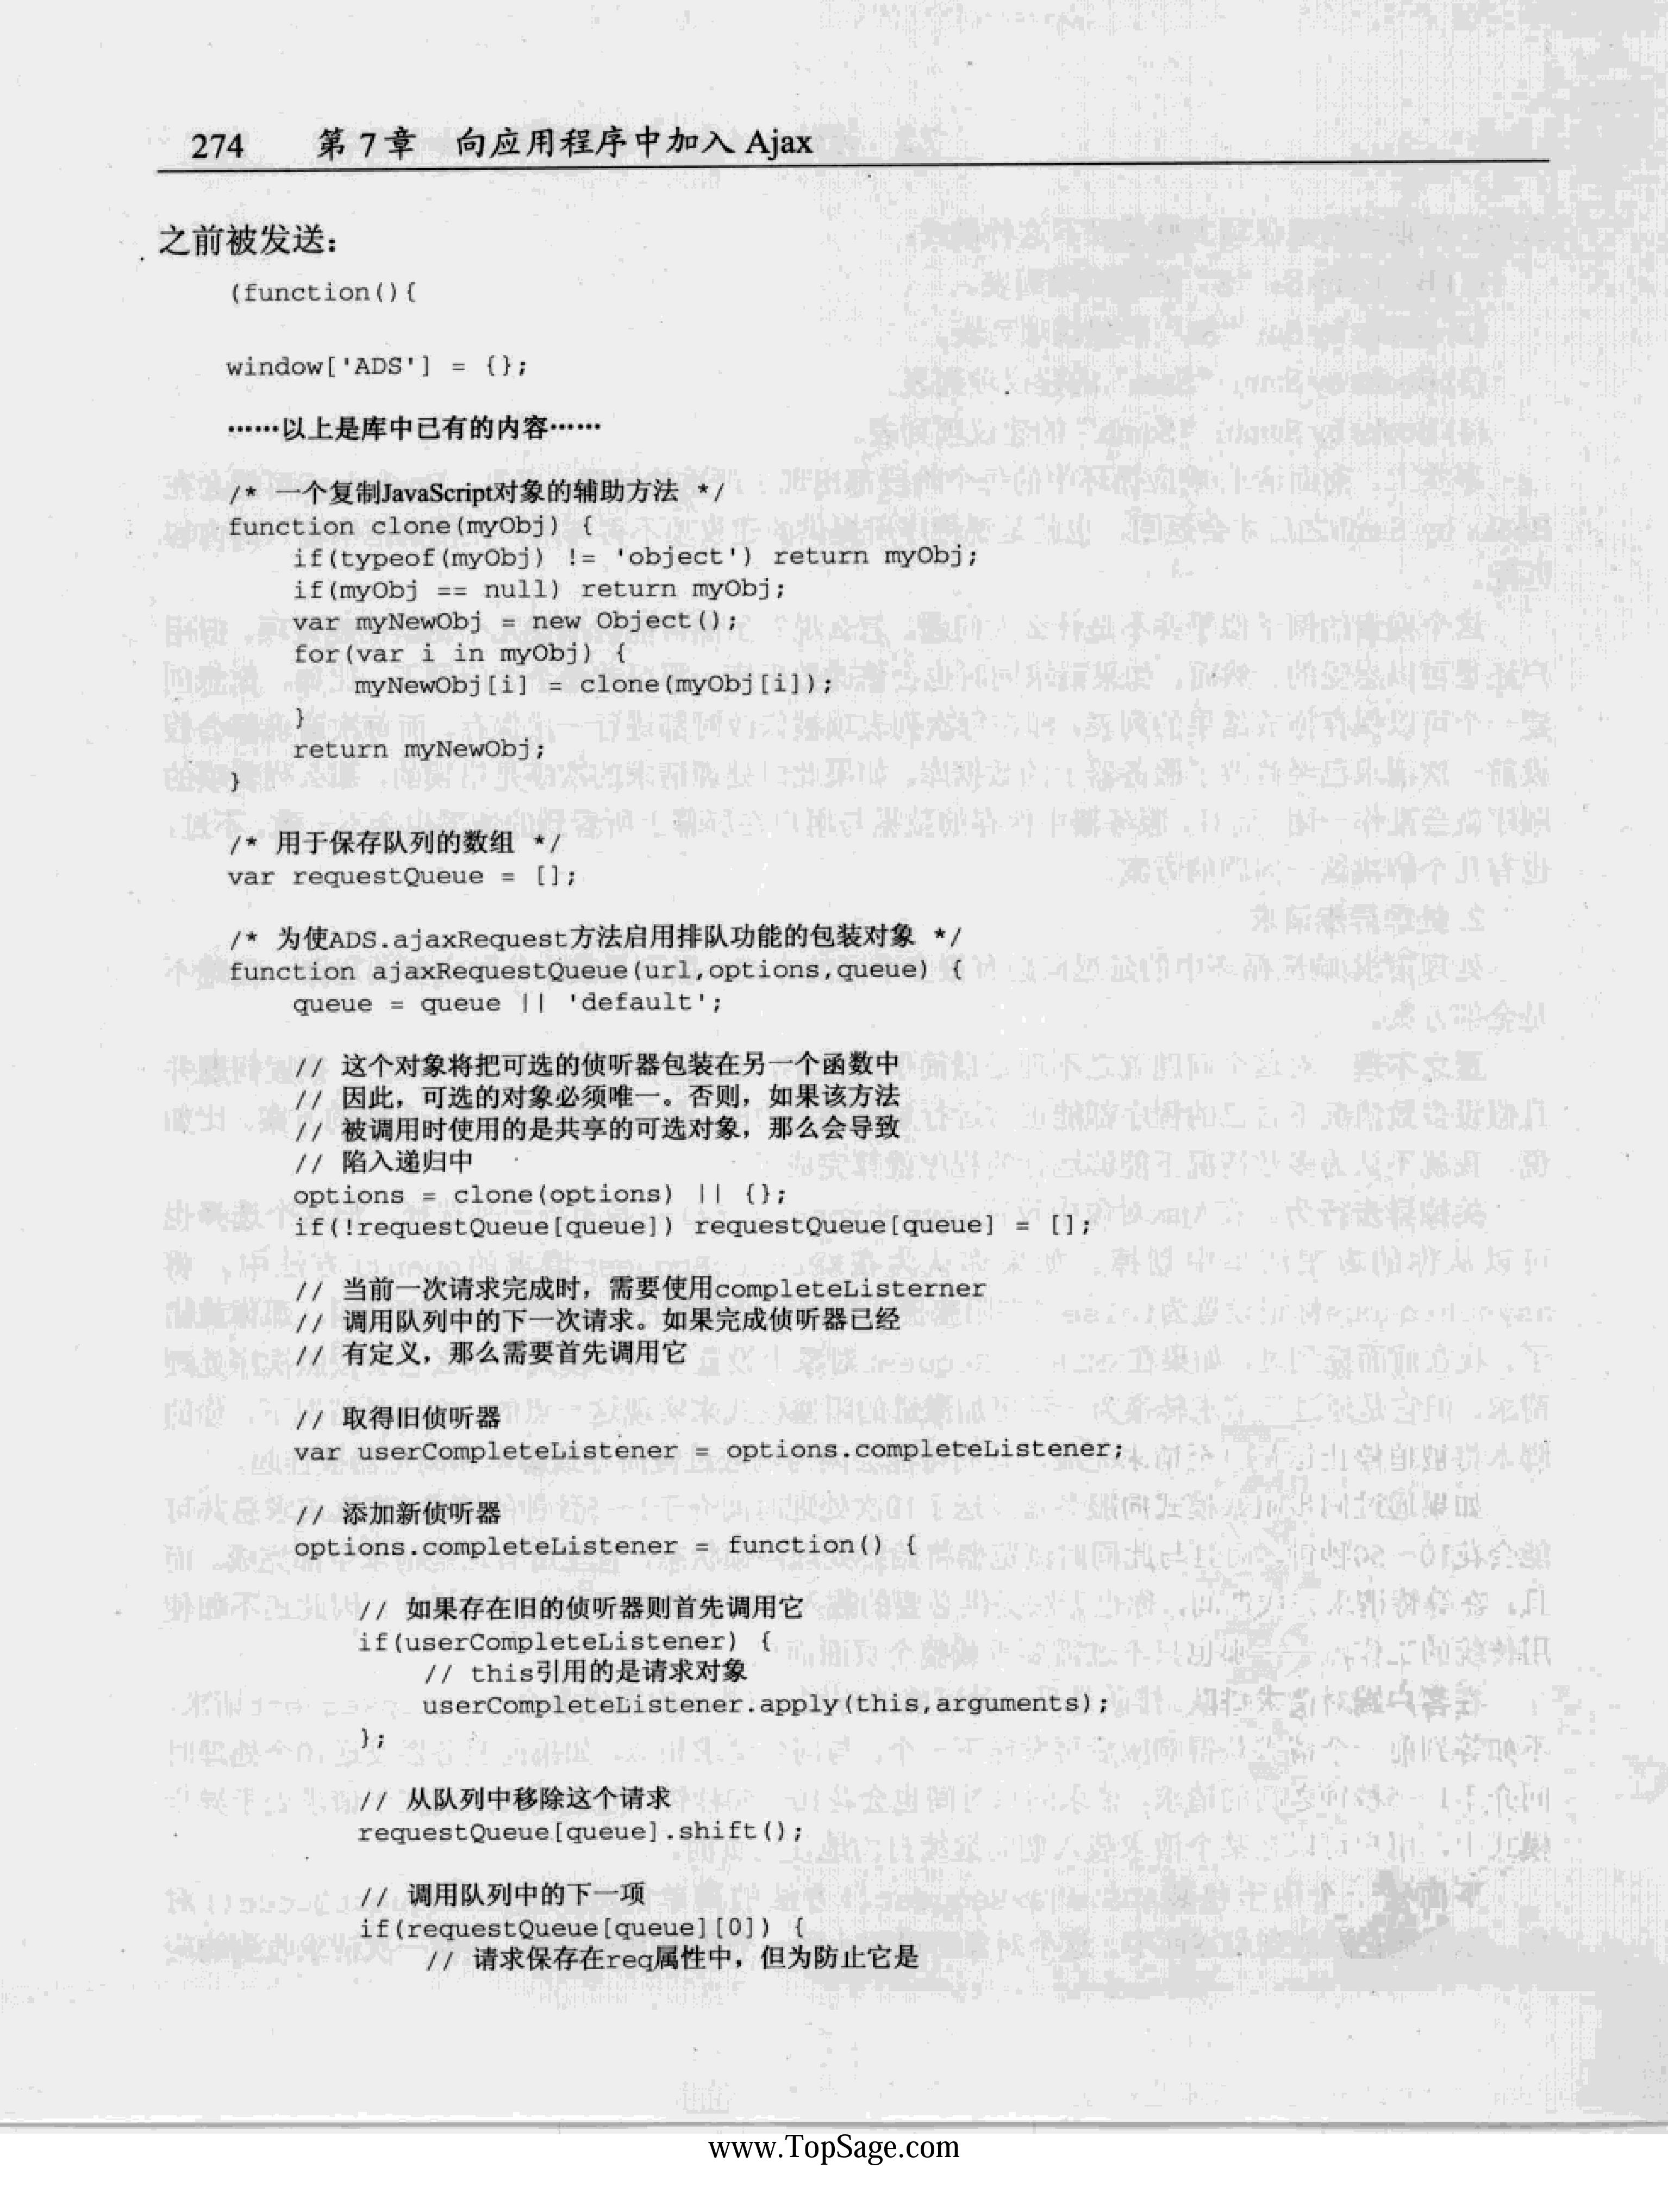 274 第 7 章 向应用程序中加入 Ajax
之前被发送：
(function(){
window['ADS'] = {};
……以上是库中已有的内容……
/* 一个复制JavaScript对象的辅助方法 */
function clone(myObj) {
if(typeof(myObj) != 'object') return myObj;
if(myObj == null) return myObj;
var myNewObj = new Object();
for(var i in myObj) {
myNewObj[i] = clone(myObj[i]);
}
return myNewObj;
}
/* 用于保存队列的数组 */
var requestQueue = [];
/* 为使ADS.ajaxRequest方法启用排队功能的包装对象 */
function ajaxRequestQueue(url,options,queue) {
queue = queue || 'default';
// 这个对象将把可选的侦听器包装在另一个函数中
// 因此，可选的对象必须唯一。否则，如果该方法
// 被调用时使用的是共享的可选对象，那么会导致
// 陷入递归中
options = clone(options) || {};
if(!requestQueue[queue]) requestQueue[queue] = [];
// 当前一次请求完成时，需要使用completeListerner
// 调用队列中的下一次请求。如果完成侦听器已经
// 有定义，那么需要首先调用它
// 取得旧侦听器
var userCompleteListener = options.completeListener;
// 添加新侦听器
options.completeListener = function() {
// 如果存在旧的侦听器则首先调用它
if(userCompleteListener) {
// this引用的是请求对象
userCompleteListener.apply(this,arguments);
};
// 从队列中移除这个请求
requestQueue[queue].shift();
// 调用队列中的下一项
if(requestQueue[queue][0]) {
// 请求保存在req属性中，但为防止它是
www.TopSage.com